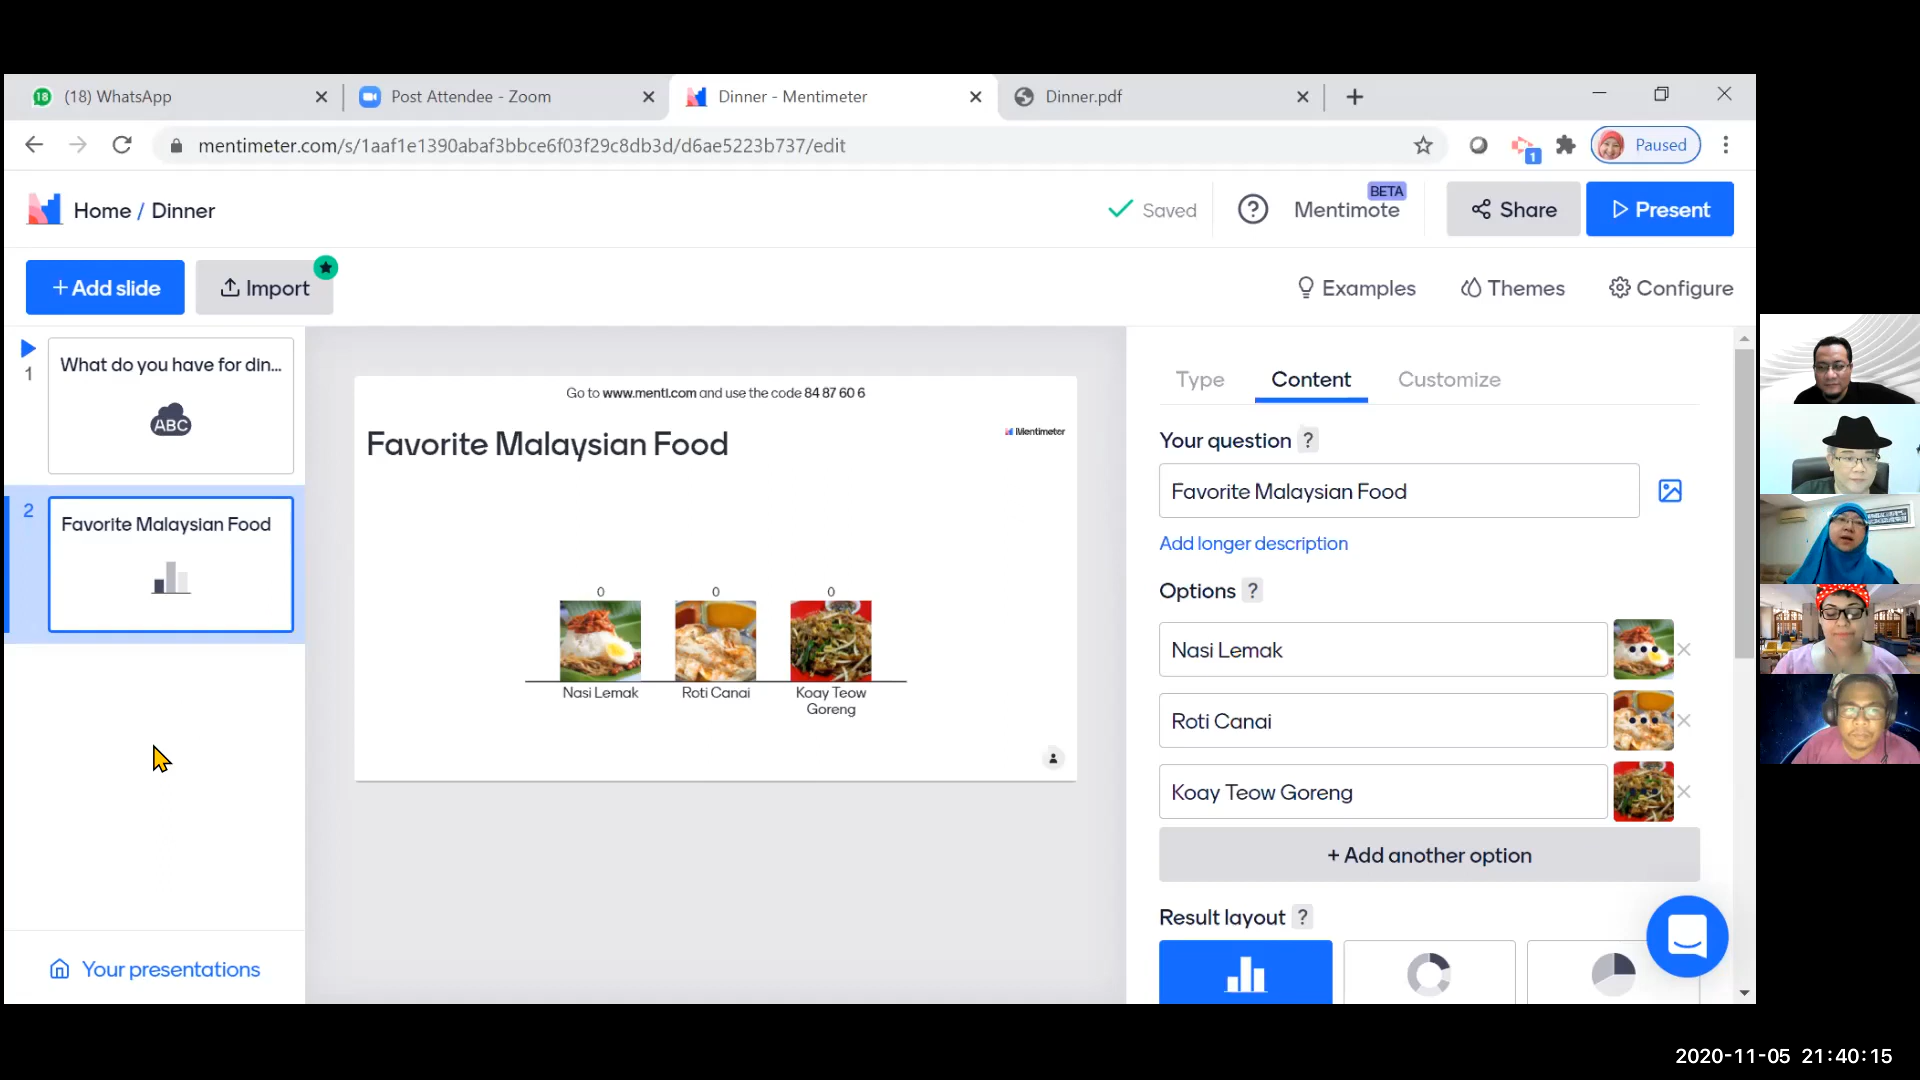 18 (18) WhatsApp
Post Attendee - Zoom
Dinner - Mentimeter
Dinner.pdf
mentimeter.com/s/1aaf1e1390abaf3bbce6f03f29c8db3d/d6ae5223b737/edit
1
Paused
Home / Dinner
Saved
Mentimote
BETA
Share
Present
+ Add slide
Import
Examples
Themes
Configure
1
What do you have for din...
ABC
2
Favorite Malaysian Food
Your presentations
Go to www.menti.com and use the code 84 87 60 6
Favorite Malaysian Food
Mentimeter
0 0 0
Nasi Lemak
Roti Canai
Koay Teow
Goreng
Type
Content
Customize
Your question ?
Favorite Malaysian Food
Add longer description
Options ?
Nasi Lemak
Roti Canai
Koay Teow Goreng
+ Add another option
Result layout ?
2020-11-05 21:40:15